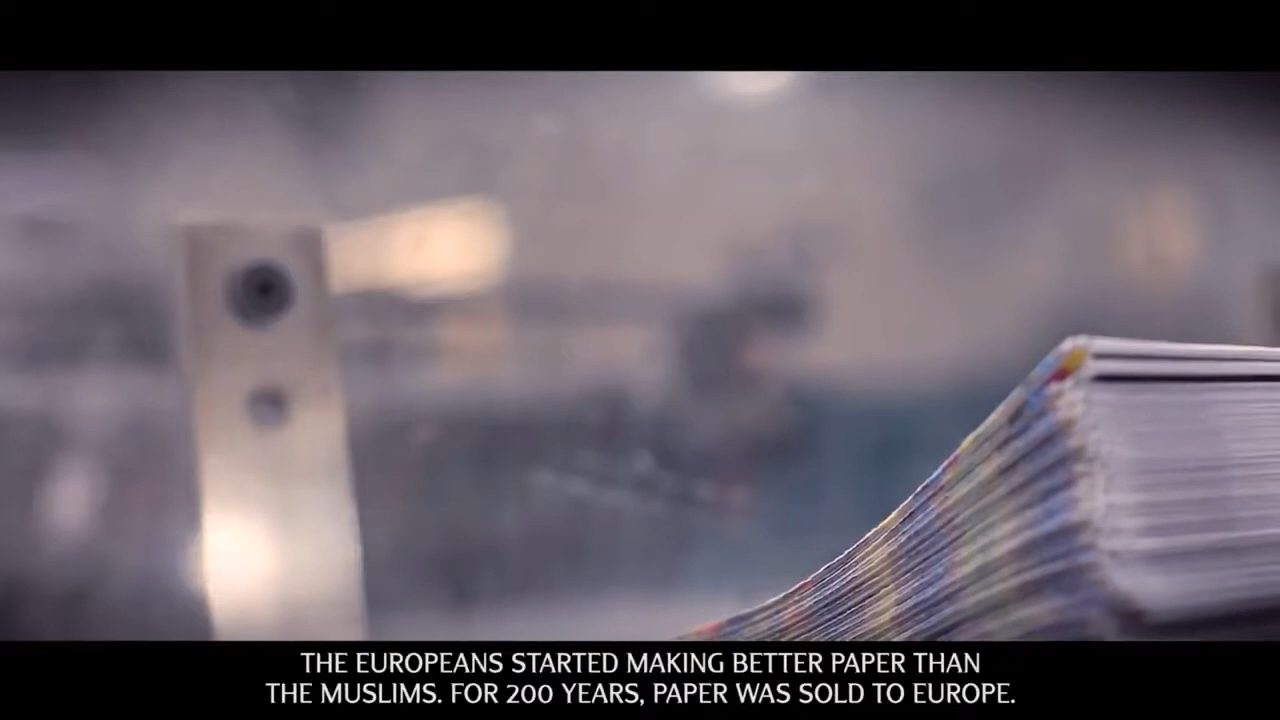 THE EUROPEANS STARTED MAKING BETTER PAPER THAN
THE MUSLIMS. FOR 200 YEARS, PAPER WAS SOLD TO EUROPE.